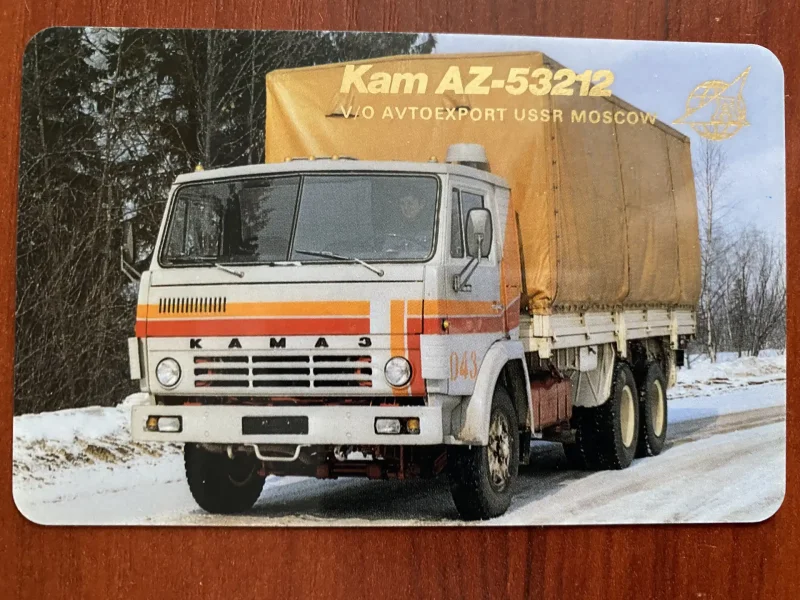 Kam AZ-53212
V/O AVTOEXPORT USSR MOSCOW
КАМАЗ
043